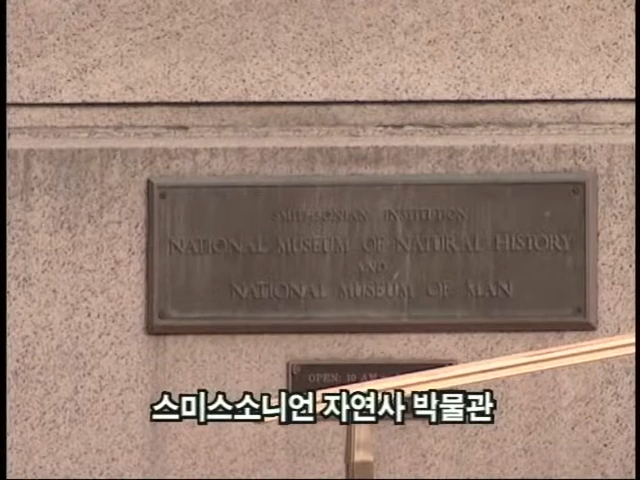 SMITHSONIAN INSTITUTION
NATIONAL MUSEUM OF NATURAL HISTORY
AND
NATIONAL MUSEUM OF MAN
OPEN: 10 AM
스미스소니언 자연사 박물관